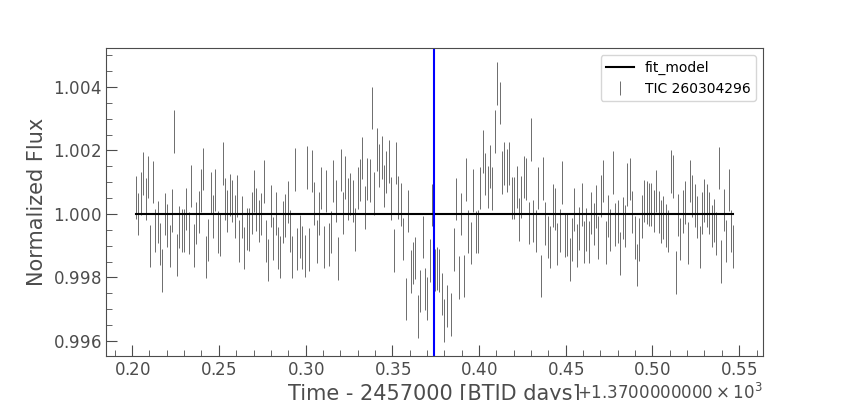 fit_model
TIC 260304296
Normalized Flux
1.004
1.002
1.000
0.998
0.996
0.20
0.25
0.30
0.35
0.40
0.45
0.50
0.55
Time - 2457000 [BTJD days]
+1.3700000000 × 10³